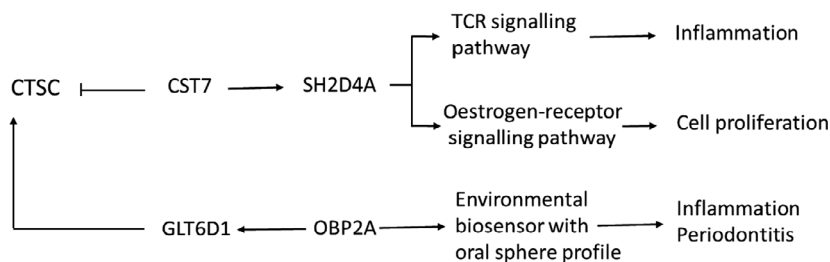 TCR signalling
pathway
Inflammation
CTSC
CST7
SH2D4A
Oestrogen-receptor
signalling pathway
Cell proliferation
GLT6D1
OBP2A
Environmental
biosensor with
oral sphere profile
Inflammation
Periodontitis